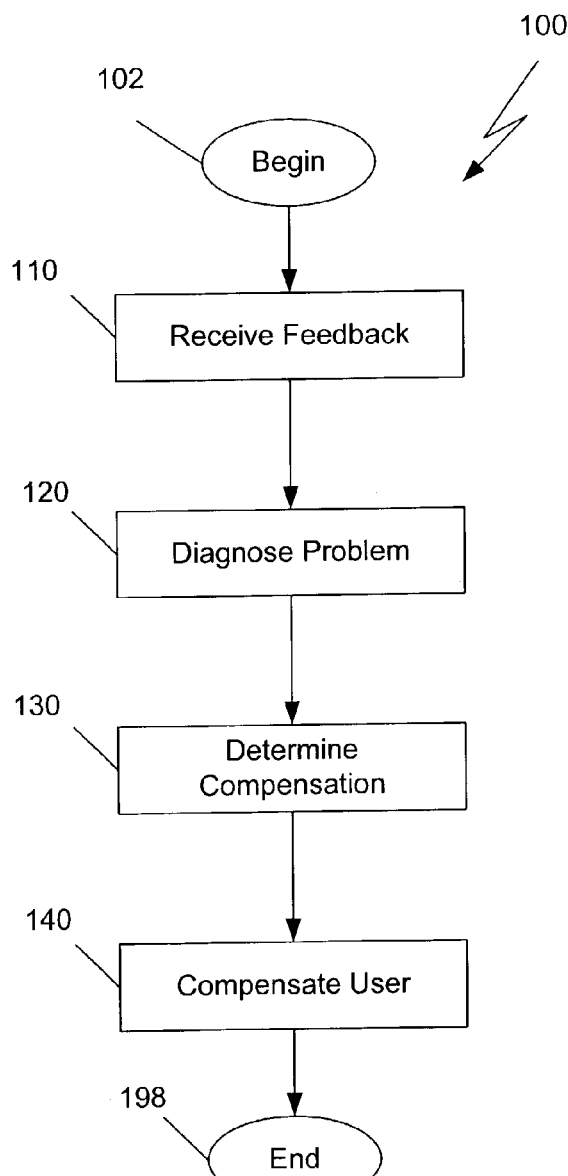 100
102
Begin
110
Receive Feedback
120
Diagnose Problem
130
Determine
Compensation
140
Compensate User
198
End